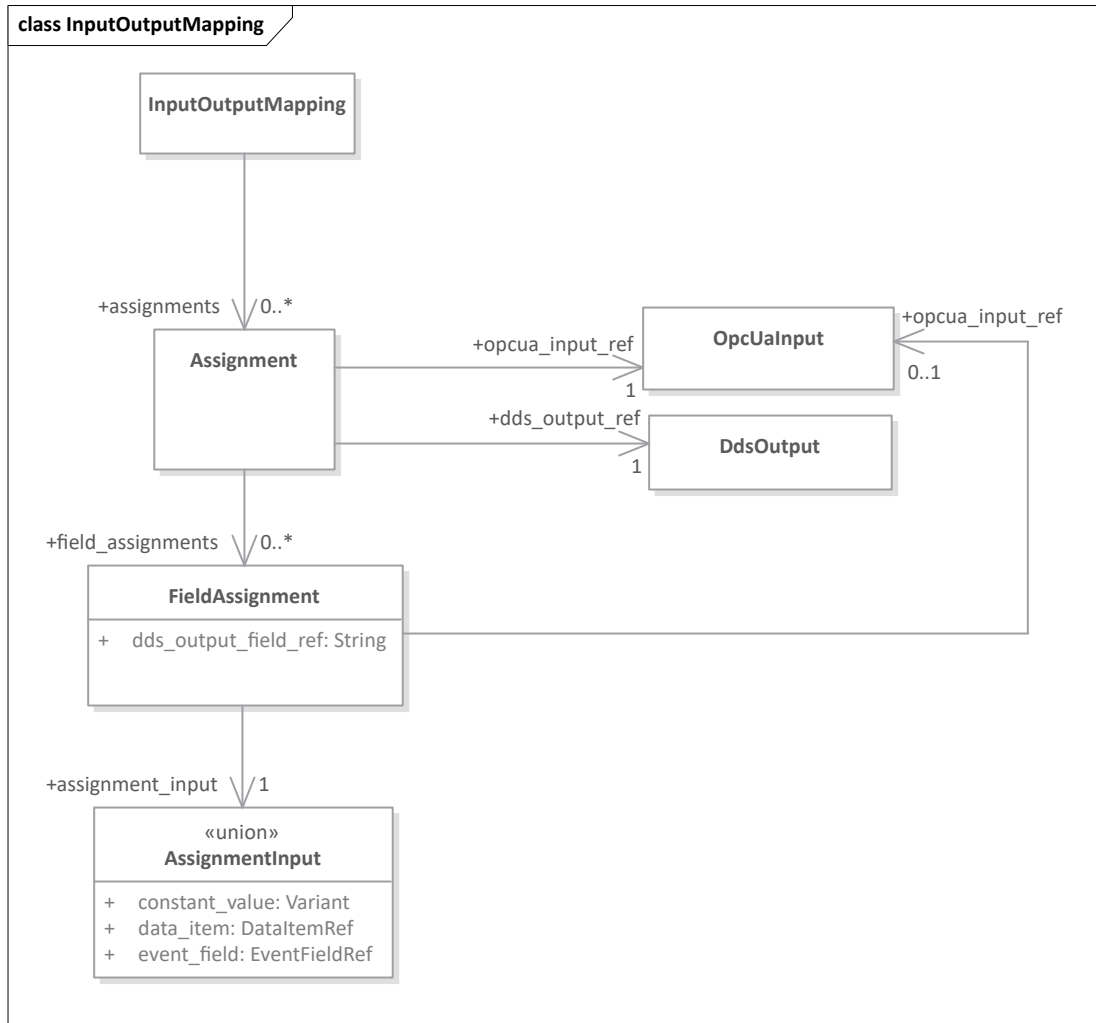 class InputOutputMapping
InputOutputMapping
+assignments 0..*
Assignment
+opcua_input_ref
1
OpcUaInput
+opcua_input_ref
0..1
+dds_output_ref
1
DdsOutput
+field_assignments 0..*
FieldAssignment
+ dds_output_field_ref: String
+assignment_input 1
«union»
AssignmentInput
+ constant_value: Variant
+ data_item: DataItemRef
+ event_field: EventFieldRef